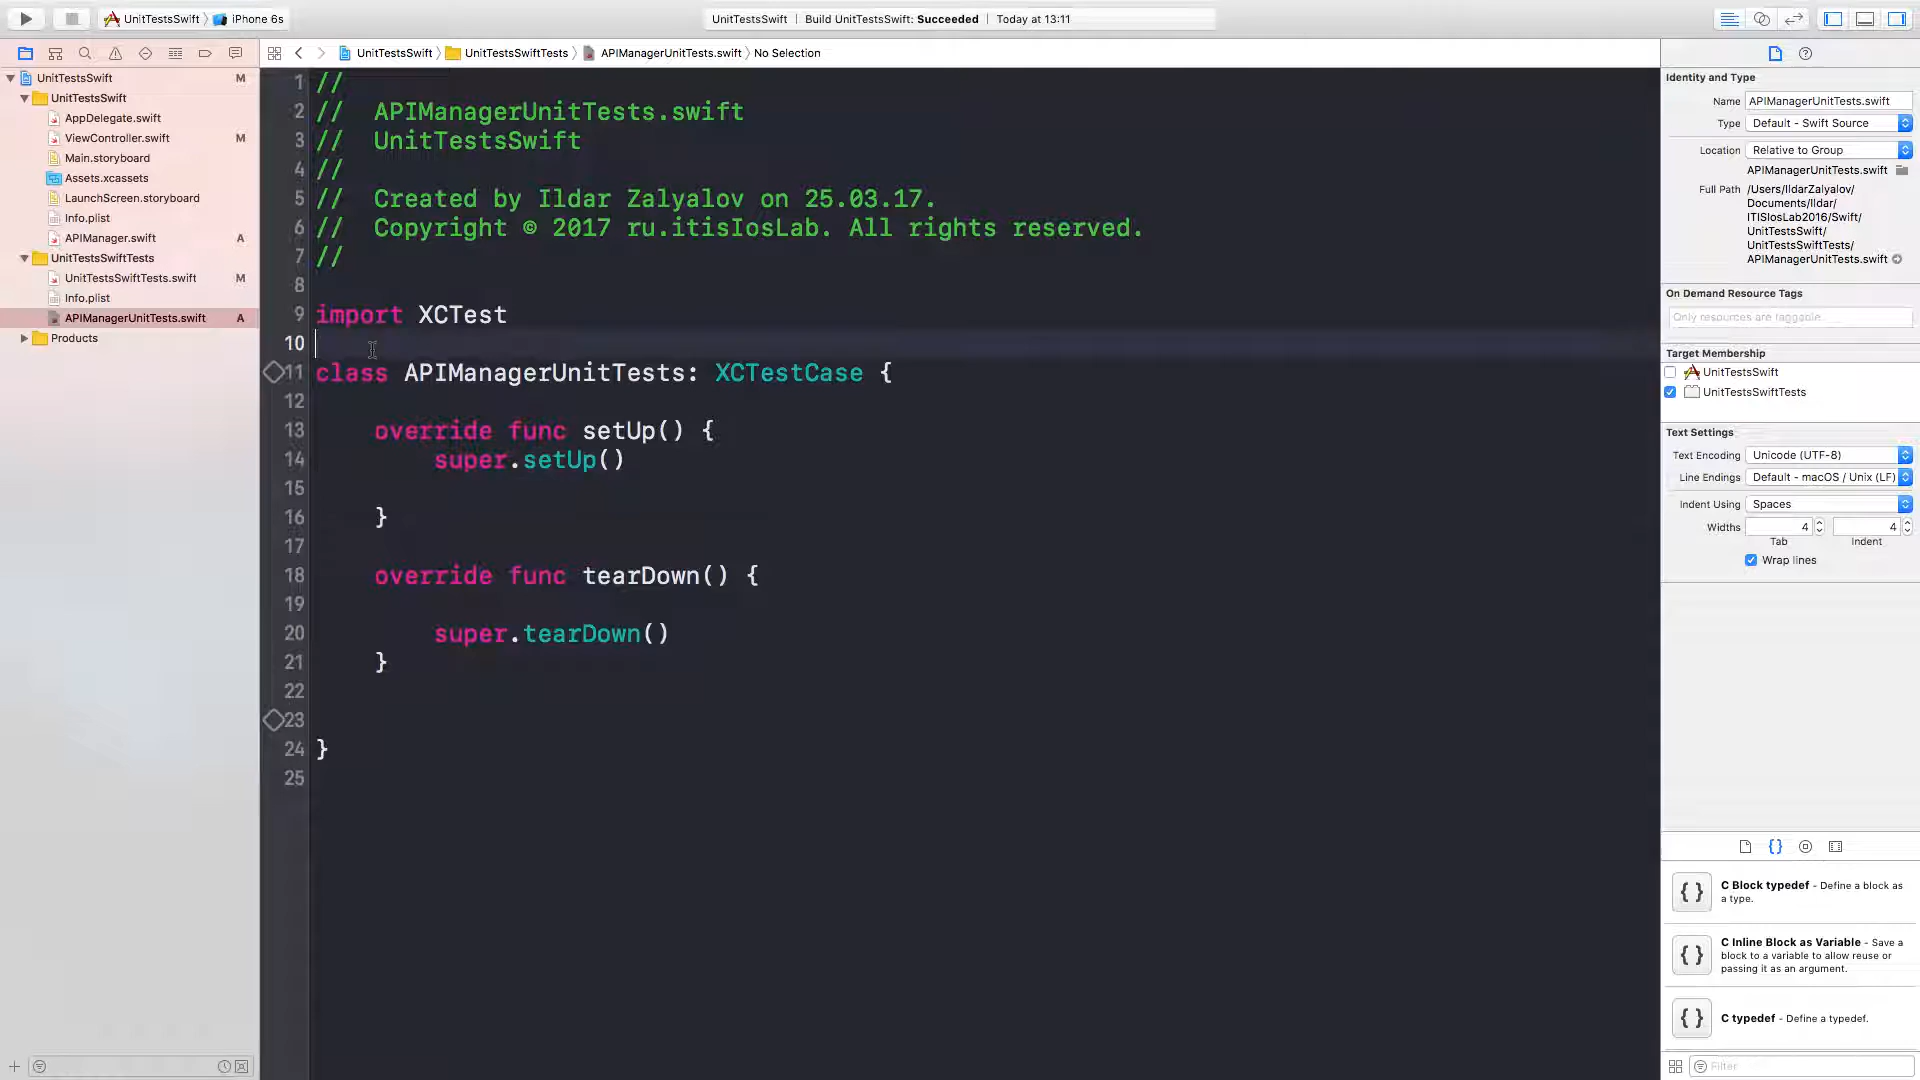 UnitTestsSwift 〉 iPhone 6s
UnitTestsSwift | Build UnitTestsSwift: Succeeded | Today at 13:11
UnitTestsSwift 〉 UnitTestsSwiftTests 〉 APIManagerUnitTests.swift 〉 No Selection
UnitTestsSwift M
UnitTestsSwift
AppDelegate.swift
ViewController.swift M
Main.storyboard
Assets.xcassets
LaunchScreen.storyboard
Info.plist
APIManager.swift A
UnitTestsSwiftTests
UnitTestsSwiftTests.swift M
Info.plist
APIManagerUnitTests.swift A
Products
1 //
2 //  APIManagerUnitTests.swift
3 //  UnitTestsSwift
4 //
5 //  Created by Ildar Zalyalov on 25.03.17.
6 //  Copyright © 2017 ru.itisIosLab. All rights reserved.
7 //
8
9 import XCTest
10
11 class APIManagerUnitTests: XCTestCase {
12
13     override func setUp() {
14         super.setUp()
15
16     }
17
18     override func tearDown() {
19
20         super.tearDown()
21     }
22
23
24 }
25
Identity and Type
Name APIManagerUnitTests.swift
Type Default - Swift Source
Location Relative to Group
APIManagerUnitTests.swift
Full Path /Users/IldarZalyalov/
Documents/Ildar/
ITISIosLab2016/Swift/
UnitTestsSwift/
UnitTestsSwiftTests/
APIManagerUnitTests.swift
On Demand Resource Tags
Only resources are taggable
Target Membership
UnitTestsSwift
UnitTestsSwiftTests
Text Settings
Text Encoding Unicode (UTF-8)
Line Endings Default - macOS / Unix (LF)
Indent Using Spaces
Widths 4 4
Tab Indent
Wrap lines
{}
{ } C Block typedef - Define a block as
a type.
{ } C Inline Block as Variable - Save a
block to a variable to allow reuse or
passing it as an argument.
{ } C typedef - Define a typedef.
Filter